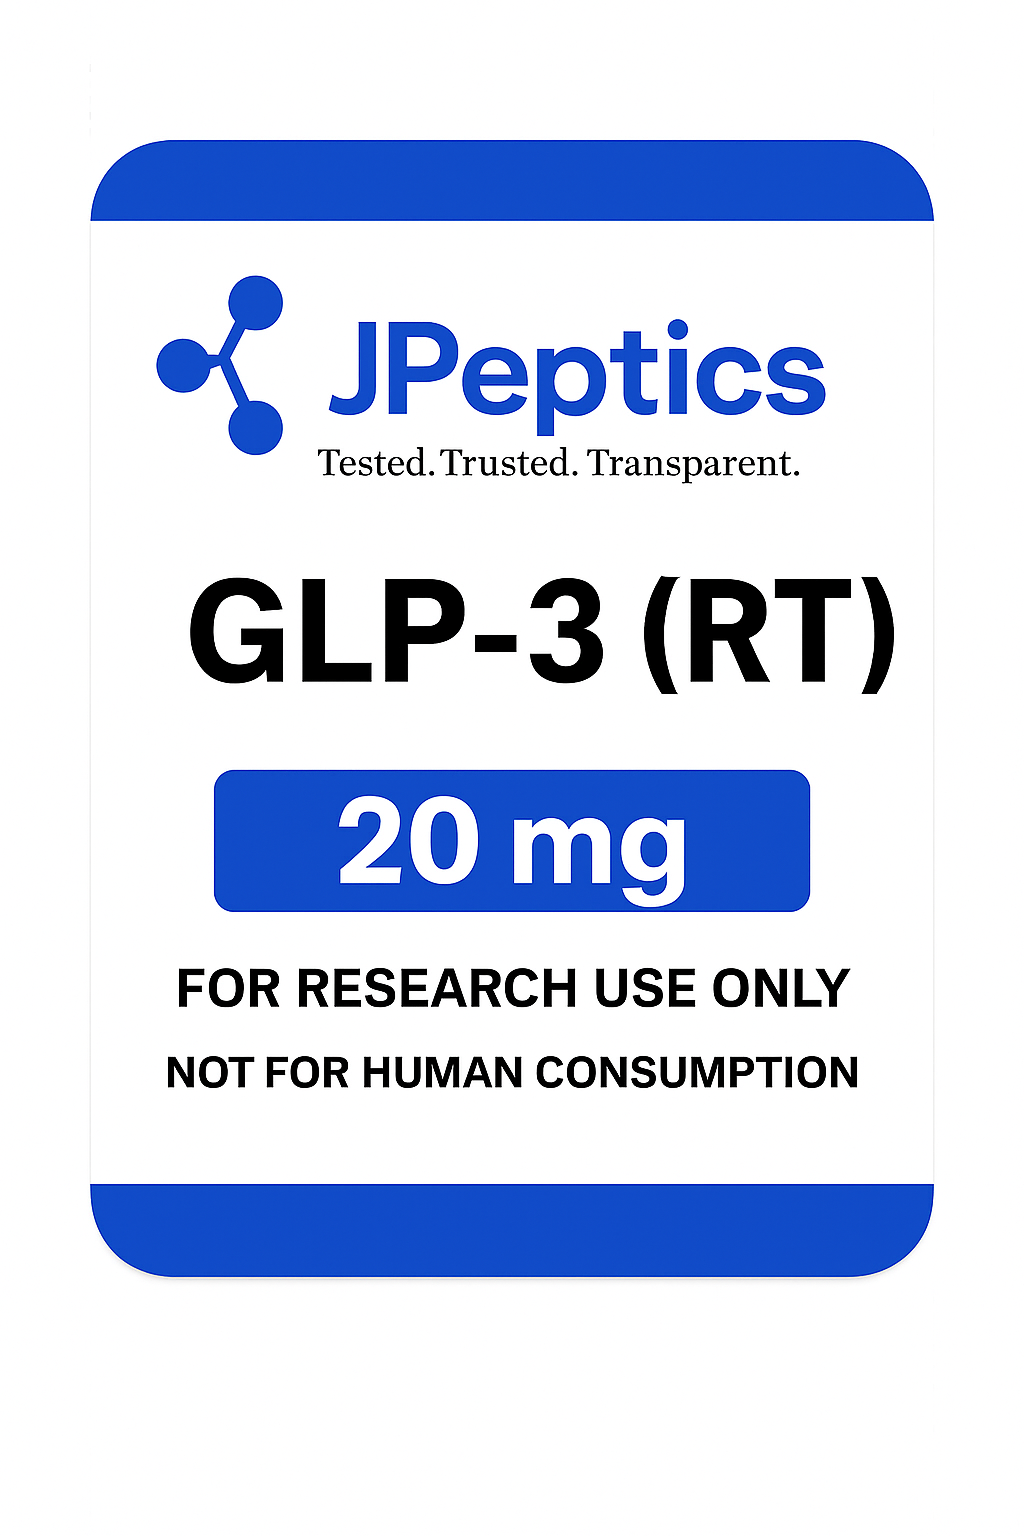 JPeptics
Tested. Trusted. Transparent.
GLP-3 (RT)
20 mg
FOR RESEARCH USE ONLY
NOT FOR HUMAN CONSUMPTION